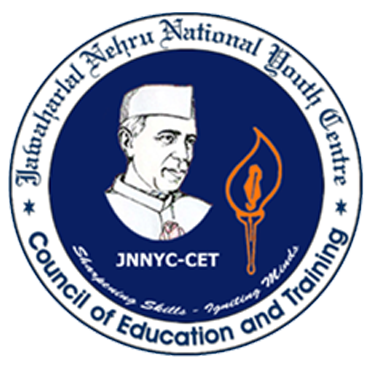 Jawaharlal Nehru National Youth Centre
JNNYC-CET
Sharpening Skills - Igniting Minds
Council of Education and Training